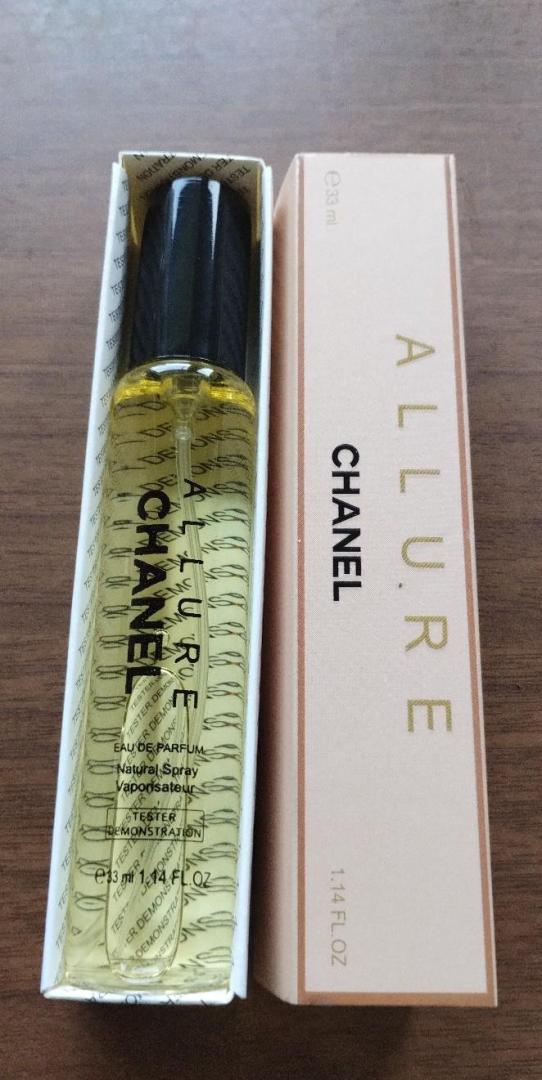 ALLURE
CHANEL
EAU DE PARFUM
Natural Spray
Vaporisateur
TESTER
DEMONSTRATION
℮33 ml 1.14 FL.OZ
℮33 ml
ALLURE
CHANEL
1.14 FL.OZ